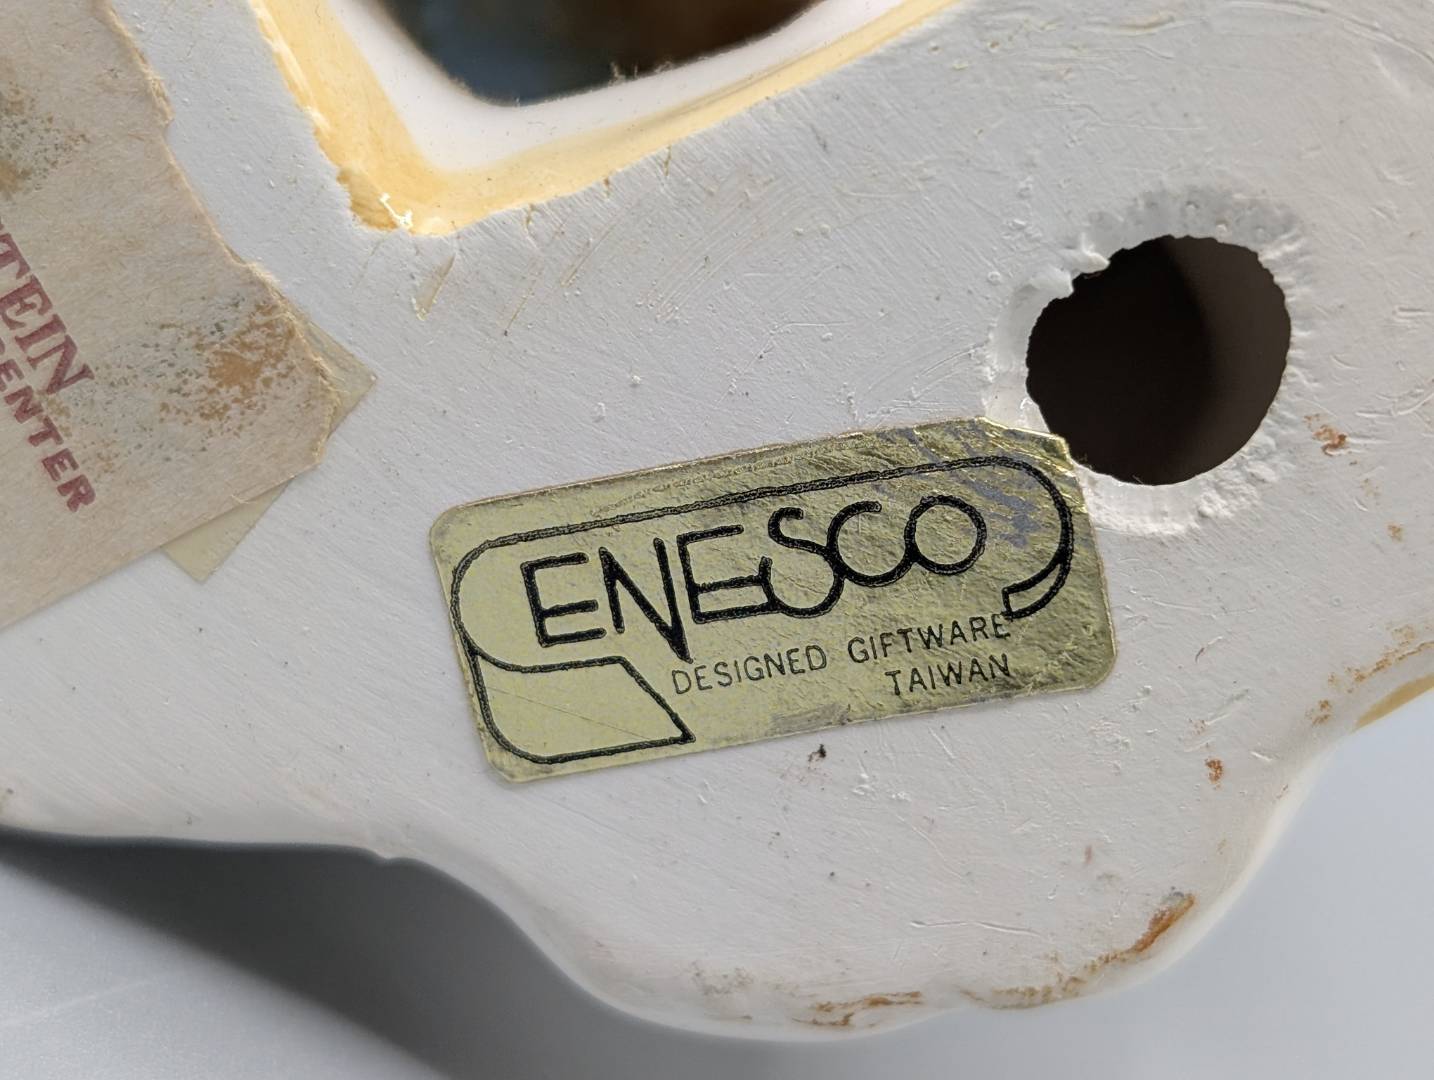 TEIN
ENTER
ENESCO
DESIGNED GIFTWARE
TAIWAN